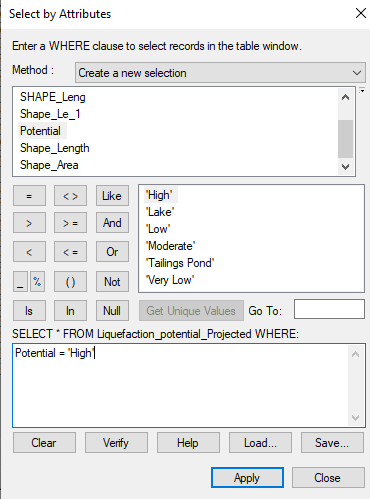 Select by Attributes
Enter a WHERE clause to select records in the table window.
Method : Create a new selection
SHAPE_Leng
Shape_Le_1
Potential
Shape_Length
Shape_Area
= < > Like
> > = And
< < = Or
_ % ( ) Not
Is In Null
'High'
'Lake'
'Low'
'Moderate'
'Tailings Pond'
'Very Low'
Get Unique Values Go To:
SELECT * FROM Liquefaction_potential_Projected WHERE:
Potential = 'High'
Clear Verify Help Load... Save...
Apply Close